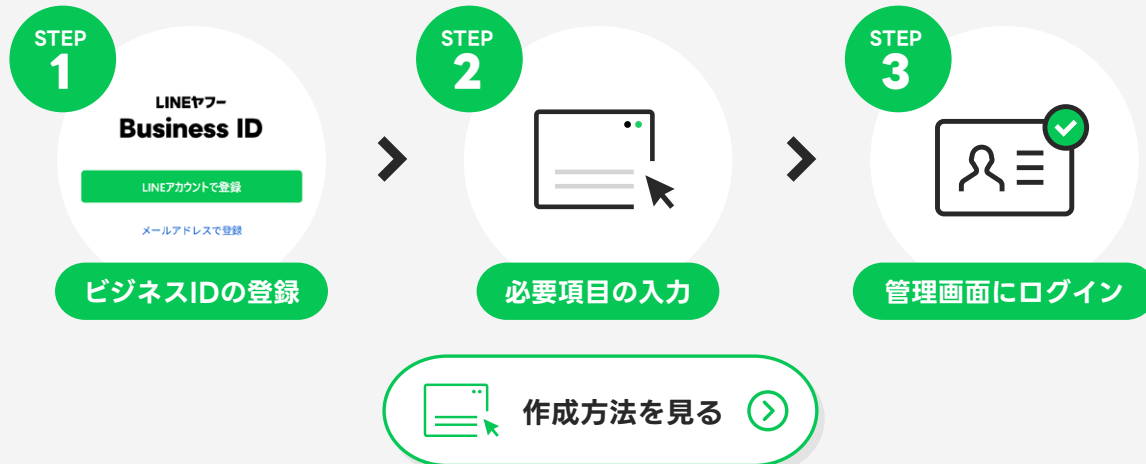 STEP
1
LINEヤフー
Business ID
LINEアカウントで登録
メールアドレスで登録
ビジネスIDの登録
STEP
2
必要項目の入力
STEP
3
管理画面にログイン
作成方法を見る